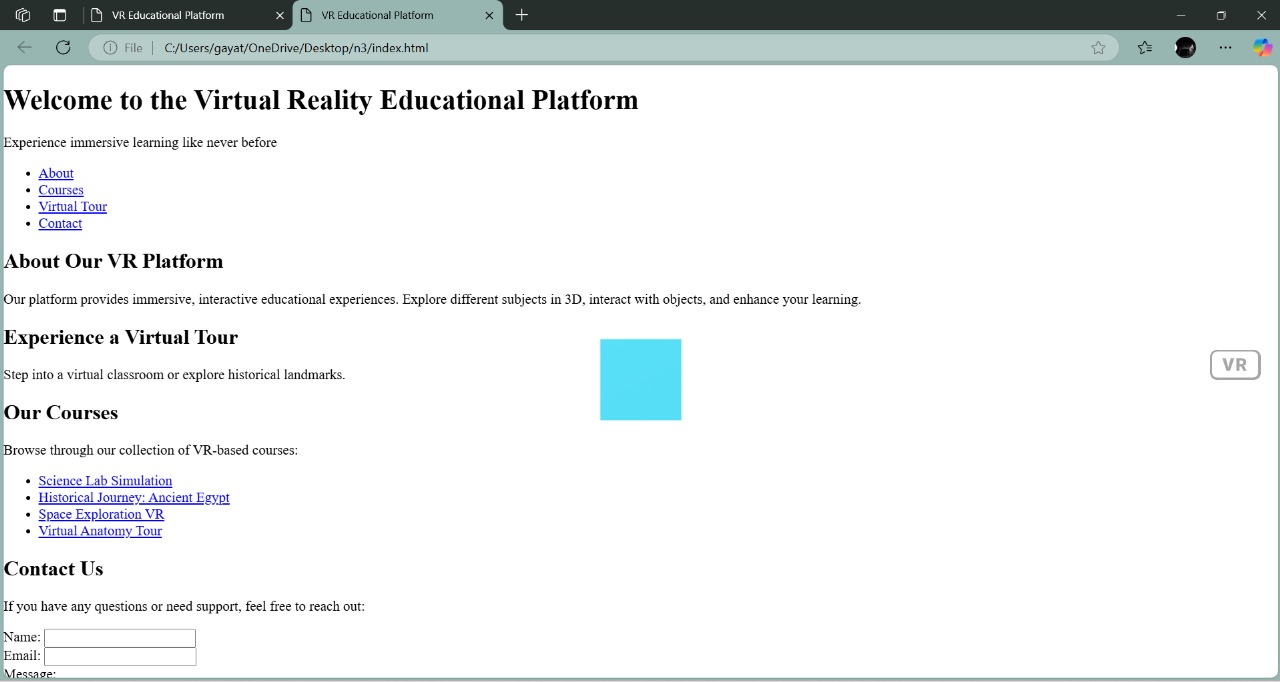 VR Educational Platform
VR Educational Platform
File
C:/Users/gayat/OneDrive/Desktop/n3/index.html
Welcome to the Virtual Reality Educational Platform
Experience immersive learning like never before
About
Courses
Virtual Tour
Contact
About Our VR Platform
Our platform provides immersive, interactive educational experiences. Explore different subjects in 3D, interact with objects, and enhance your learning.
Experience a Virtual Tour
Step into a virtual classroom or explore historical landmarks.
VR
Our Courses
Browse through our collection of VR-based courses:
Science Lab Simulation
Historical Journey: Ancient Egypt
Space Exploration VR
Virtual Anatomy Tour
Contact Us
If you have any questions or need support, feel free to reach out:
Name:
Email:
Message: